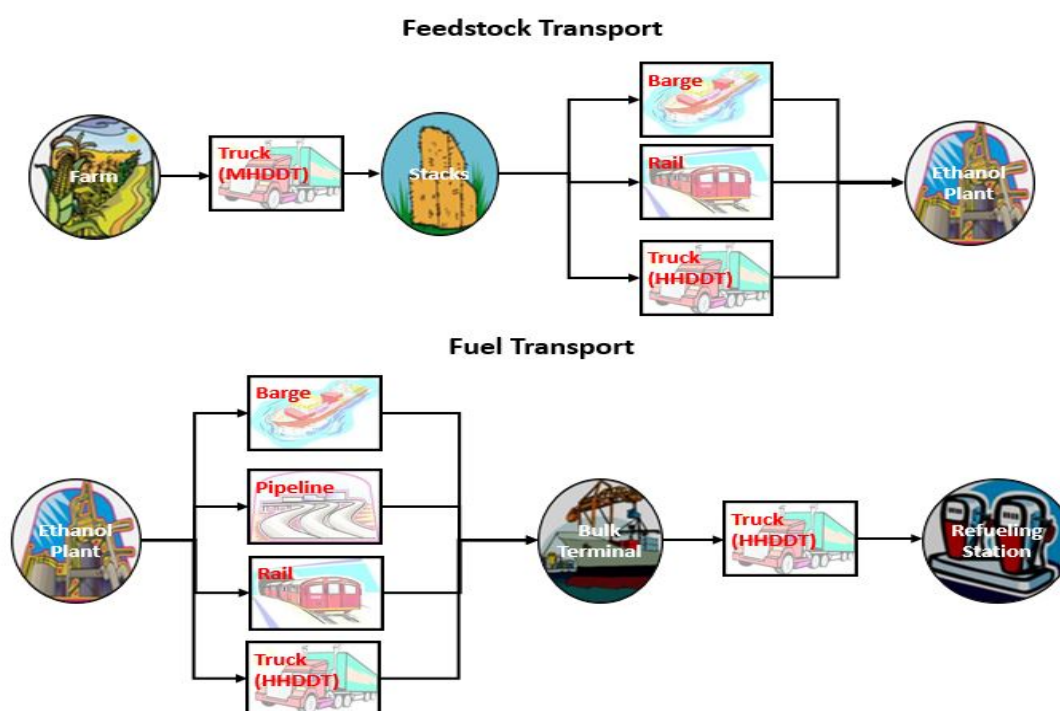 Feedstock Transport
Barge
Farm
Truck
(MHDDT)
Stacks
Rail
Ethanol
Plant
Truck
(HHDDT)
Fuel Transport
Barge
Pipeline
Ethanol
Plant
Bulk
Terminal
Truck
(HHDDT)
Refueling
Station
Rail
Truck
(HHDDT)